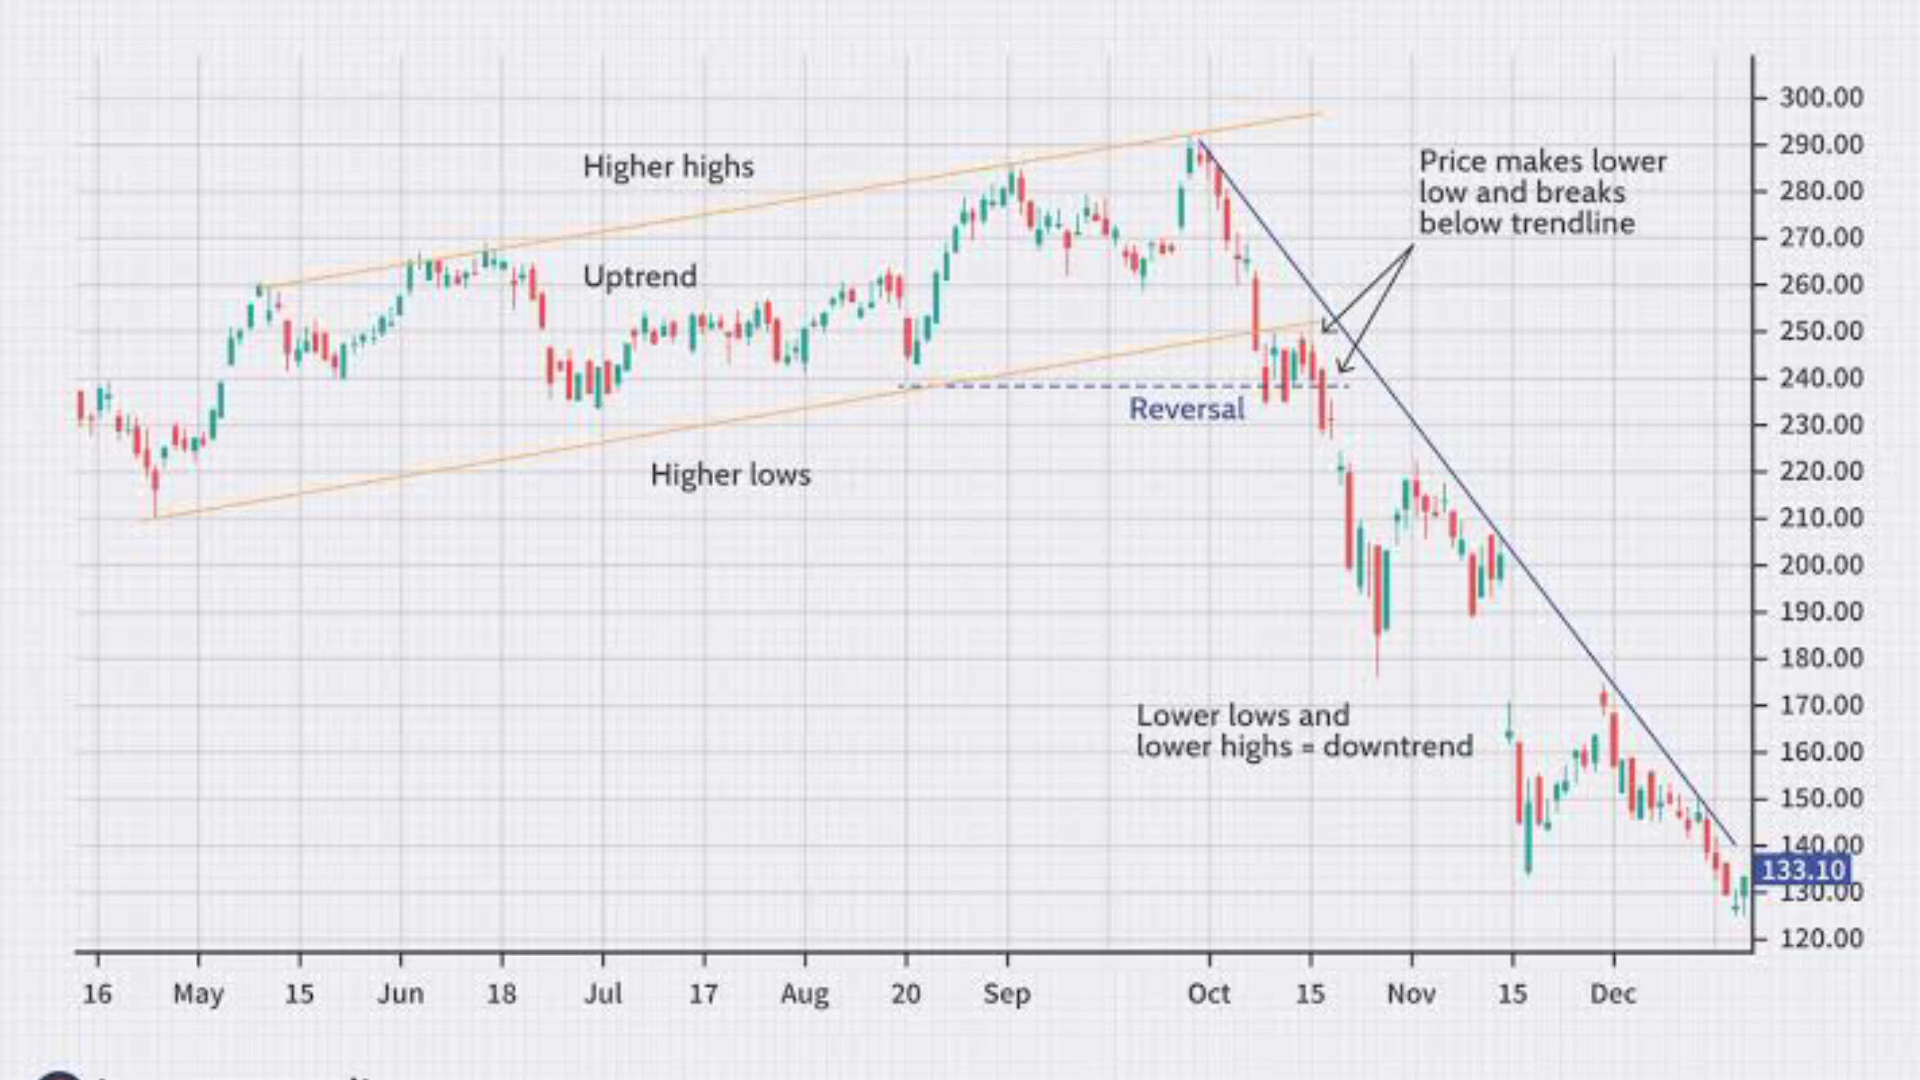 300.00
290.00
280.00
270.00
260.00
250.00
240.00
230.00
220.00
210.00
200.00
190.00
180.00
170.00
160.00
150.00
140.00
133.10
130.00
120.00
Higher highs
Uptrend
Higher lows
Reversal
Price makes lower
low and breaks
below trendline
Lower lows and
lower highs = downtrend
16 May 15 Jun 18 Jul 17 Aug 20 Sep Oct 15 Nov 15 Dec